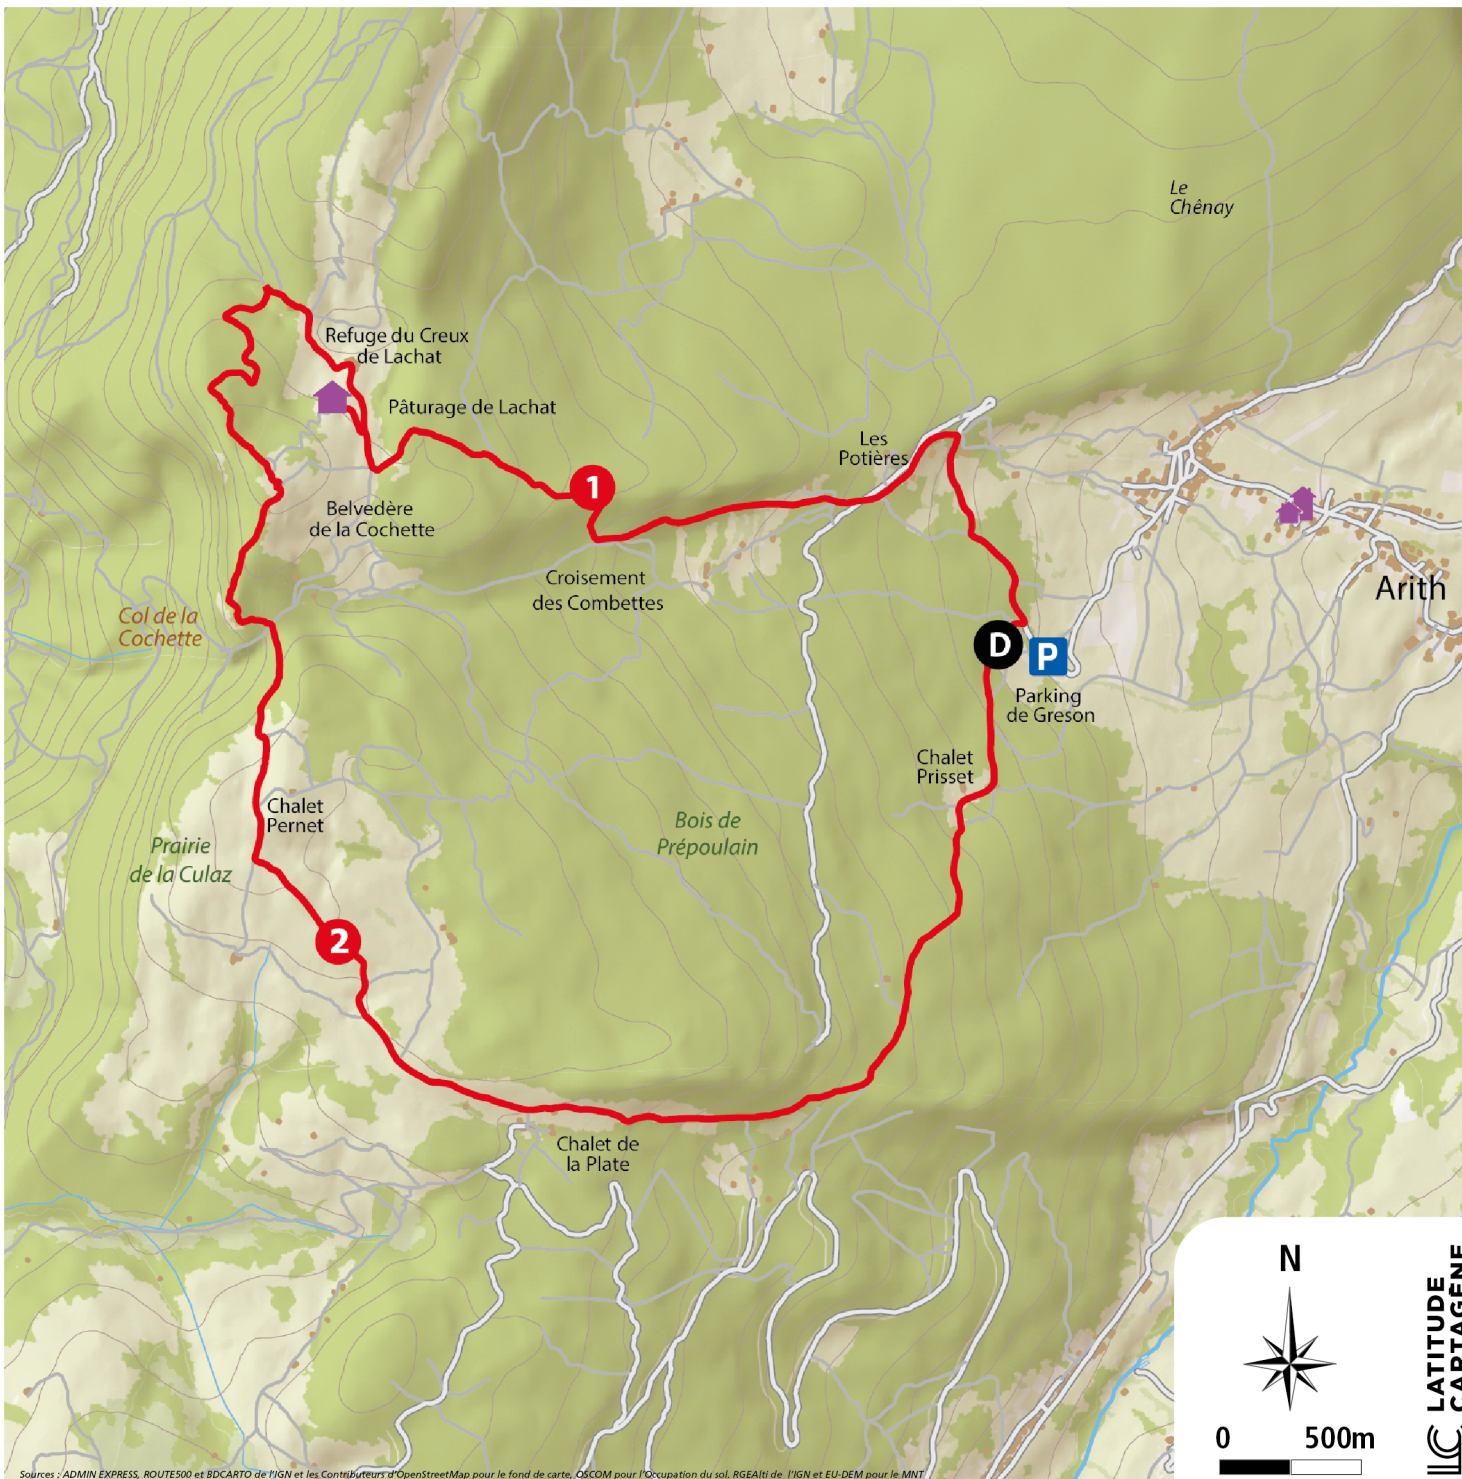 Le
Chênay
Refuge du Creux
de Lachat
Pâturage de Lachat
Les
Potières
1
Belvedère
de la Cochette
Croisement
des Combettes
Arith
Col de la
Cochette
D
P
Parking
de Greson
Chalet
Prisset
Chalet
Pernet
Bois de
Prépoulain
Prairie
de la Culaz
2
Chalet de
la Plate
N
0 500m
LATITUDE
CARTAGÈNE
LC
Sources : ADMIN EXPRESS, ROUTE500 et BDCARTO de l'IGN et les Contributeurs d'OpenStreetMap pour le fond de carte, OSCOM pour l'Occupation du sol. RGEAlti de l'IGN et EU-DEM pour le MNT